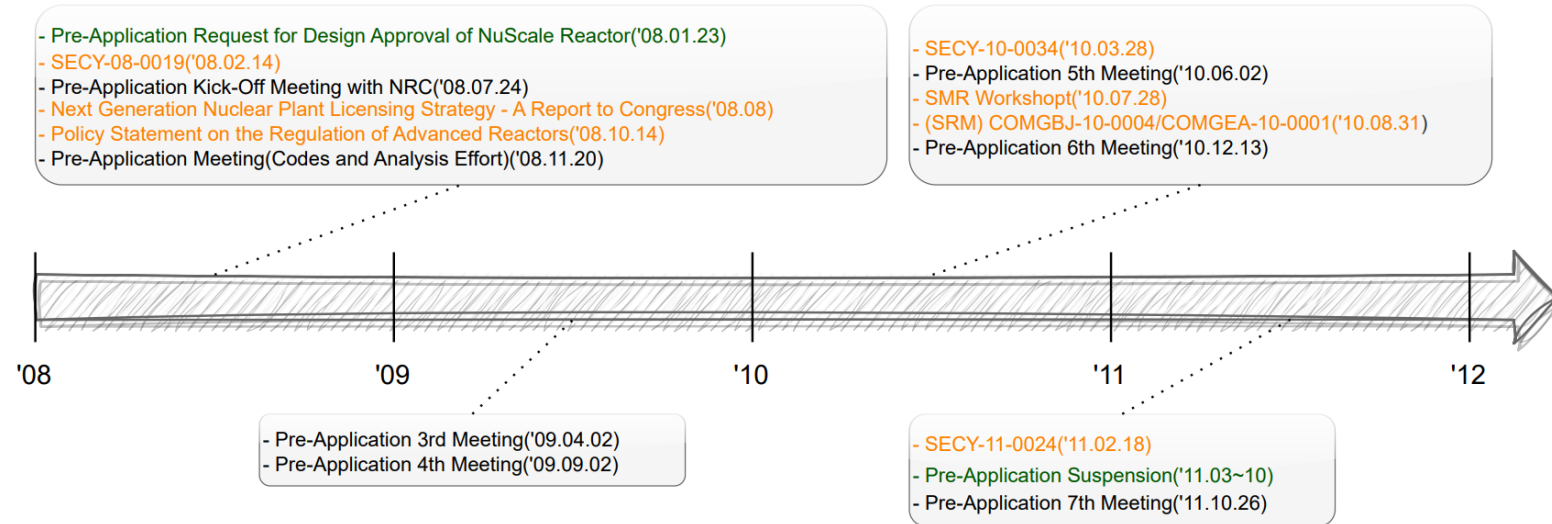 - Pre-Application Request for Design Approval of NuScale Reactor('08.01.23)
- SECY-08-0019('08.02.14)
- Pre-Application Kick-Off Meeting with NRC('08.07.24)
- Next Generation Nuclear Plant Licensing Strategy - A Report to Congress('08.08)
- Policy Statement on the Regulation of Advanced Reactors('08.10.14)
- Pre-Application Meeting(Codes and Analysis Effort)('08.11.20)
- SECY-10-0034('10.03.28)
- Pre-Application 5th Meeting('10.06.02)
- SMR Workshopt('10.07.28)
- (SRM) COMGBJ-10-0004/COMGEA-10-0001('10.08.31)
- Pre-Application 6th Meeting('10.12.13)
'08 '09 '10 '11 '12
- Pre-Application 3rd Meeting('09.04.02)
- Pre-Application 4th Meeting('09.09.02)
- SECY-11-0024('11.02.18)
- Pre-Application Suspension('11.03~10)
- Pre-Application 7th Meeting('11.10.26)